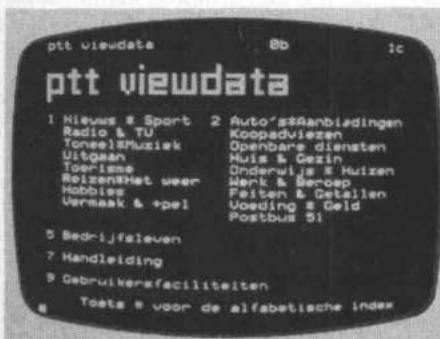 ptt viewdata 0b 1c
ptt viewdata
1 Nieuws * Sport 2 Auto's*Aanbiedingen
Radio & TV Koopadviezen
Toneel*Muziek Openbare diensten
Uitgaan Huis & Gezin
Toerisme Onderwijs * Huizen
Reizen*Het weer Werk & Beroep
Hobbies Feiten & Getallen
Vermaak & +pel Voeding * Geld
Postbus 51
5 Bedrijfsleven
7 Handleiding
9 Gebruikersfaciliteiten
Toets * voor de alfabetische index
*